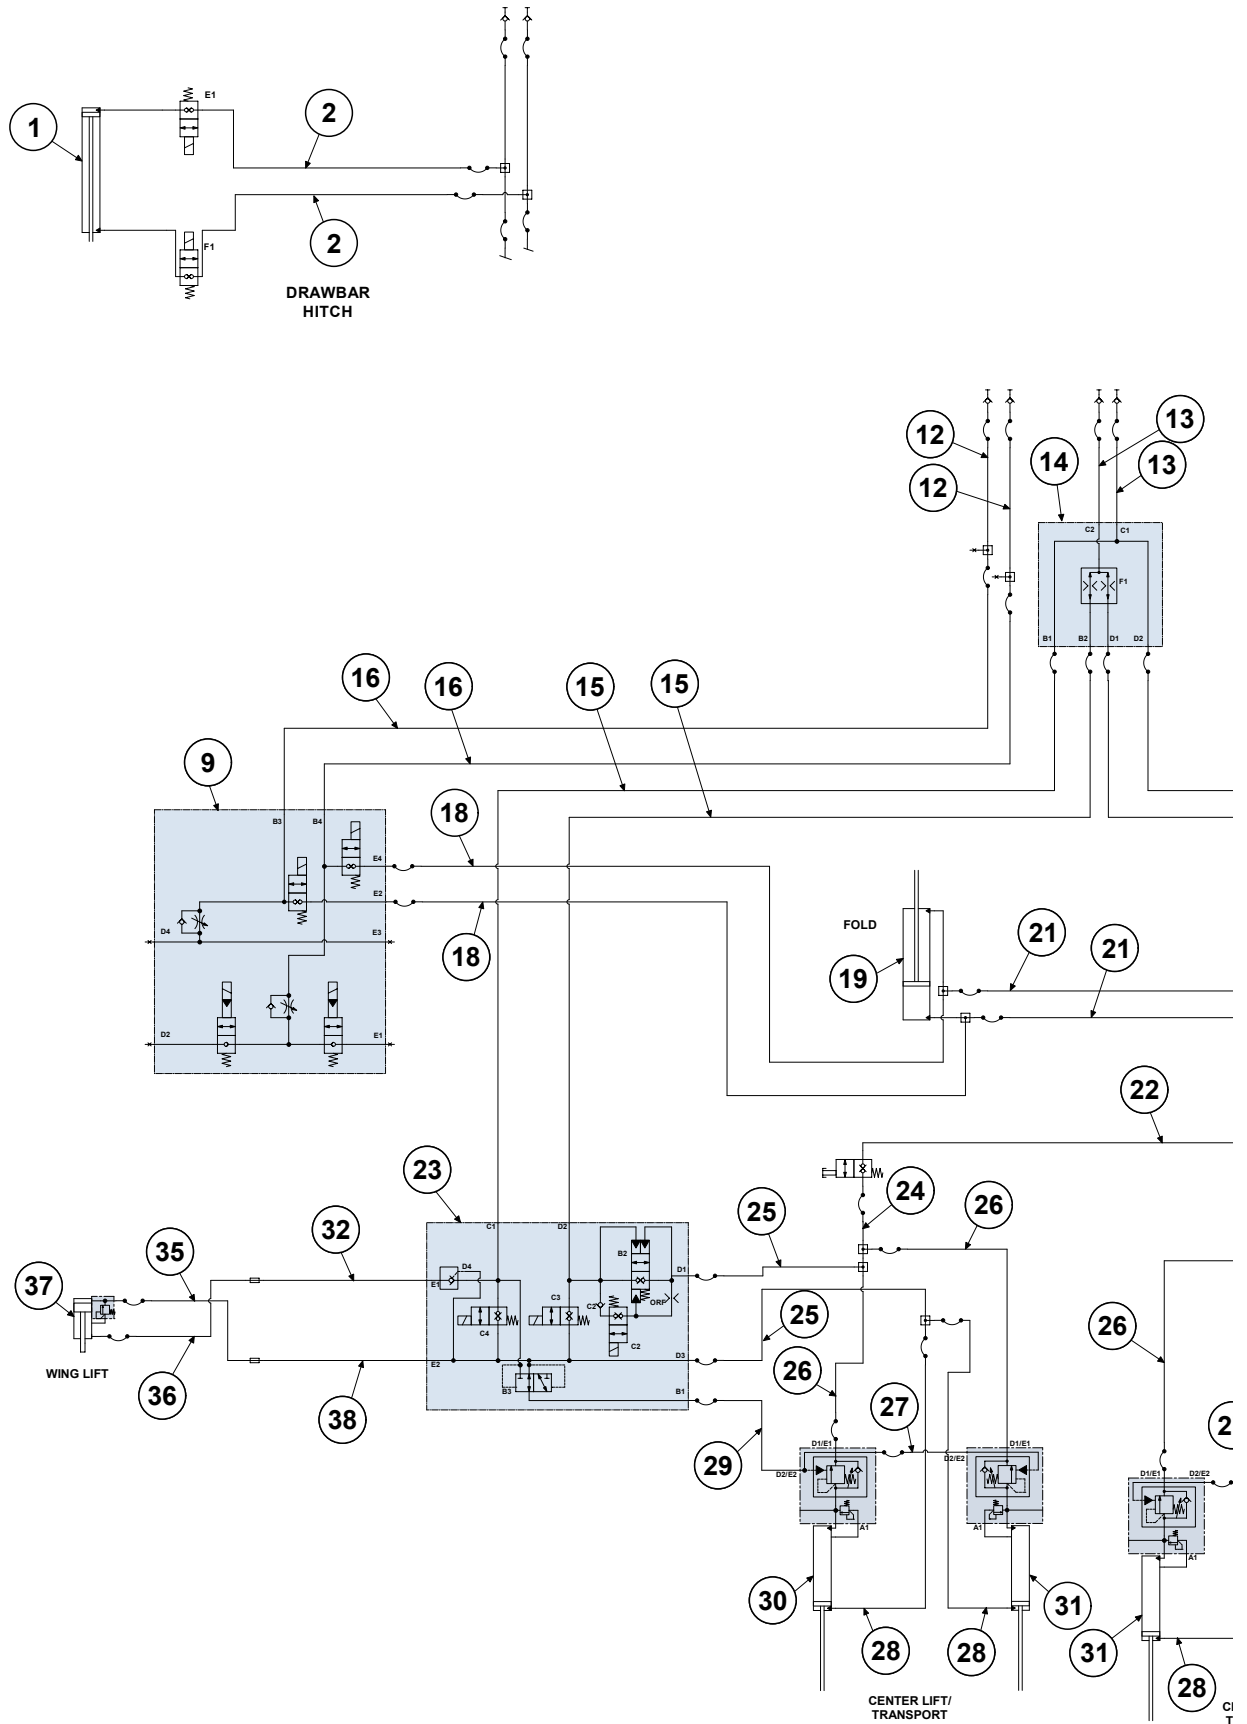 E1
2
1
F1
2
DRAWBAR
HITCH
12
13
14
13
12
C2
C1
F1
B1
B2
D1
D2
16
16
15
15
9
18
B3
B4
E4
E2
D4
E3
18
FOLD
21
21
19
D2
E1
22
23
24
26
25
32
35
37
C1
D2
D1
B2
D4
E1
C3
C2
ORF
C4
C2
25
26
WING LIFT
E2
D3
B3
B1
36
38
26
27
29
2
D1/E1
D1/E1
D2/E2
D2/E2
D1/E1
D2/E2
A1
A1
A1
30
31
31
28
28
28
CENTER LIFT/
TRANSPORT